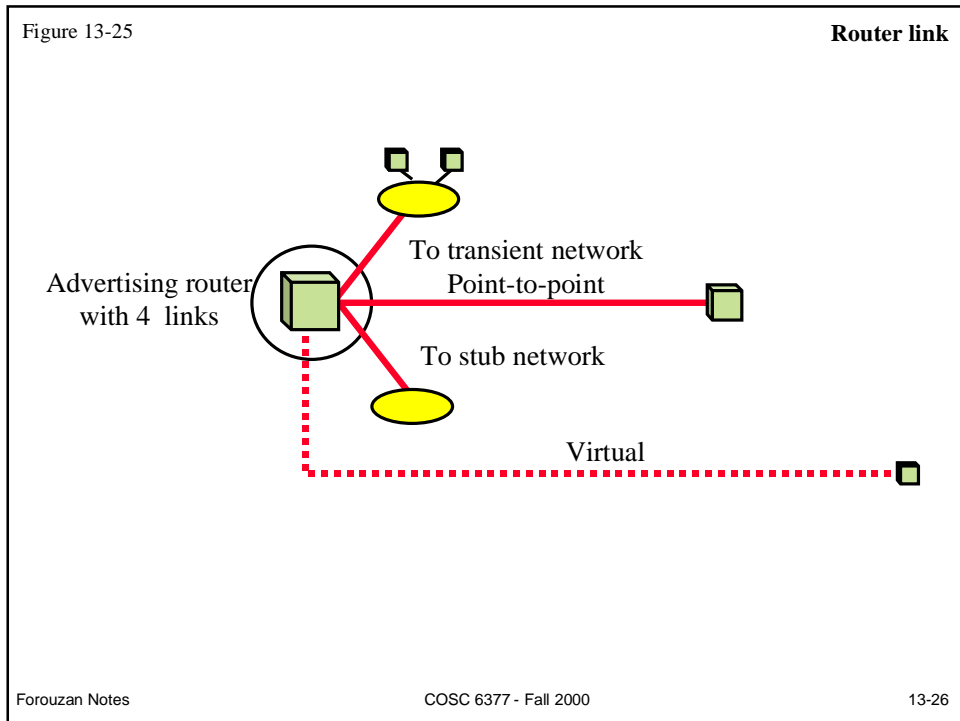 Figure 13-25
Router link
To transient network
Point-to-point
Advertising router
with 4 links
To stub network
Virtual
Forouzan Notes
COSC 6377 - Fall 2000
13-26